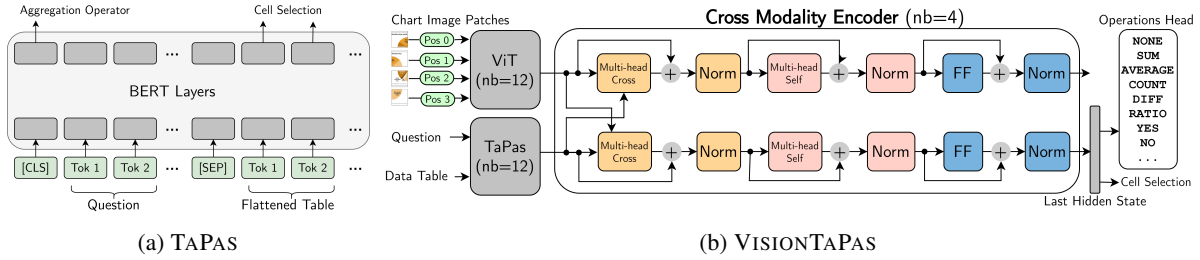 Aggregation Operator
Cell Selection
...
...
BERT Layers
...
...
[CLS]
Tok 1
Tok 2
...
[SEP]
Tok 1
Tok 2
...
Question
Flattened Table
(a) TAPAS
Chart Image Patches
Pos 0
Pos 1
Pos 2
Pos 3
ViT
(nb=12)
Question
Data Table
TaPas
(nb=12)
Cross Modality Encoder (nb=4)
Multi-head
Cross
+
Norm
Multi-head
Self
+
Norm
FF
+
Norm
Multi-head
Cross
+
Norm
Multi-head
Self
+
Norm
FF
+
Norm
Operations Head
NONE
SUM
AVERAGE
COUNT
DIFF
RATIO
YES
NO
...
Cell Selection
Last Hidden State
(b) VISIONTAPAS